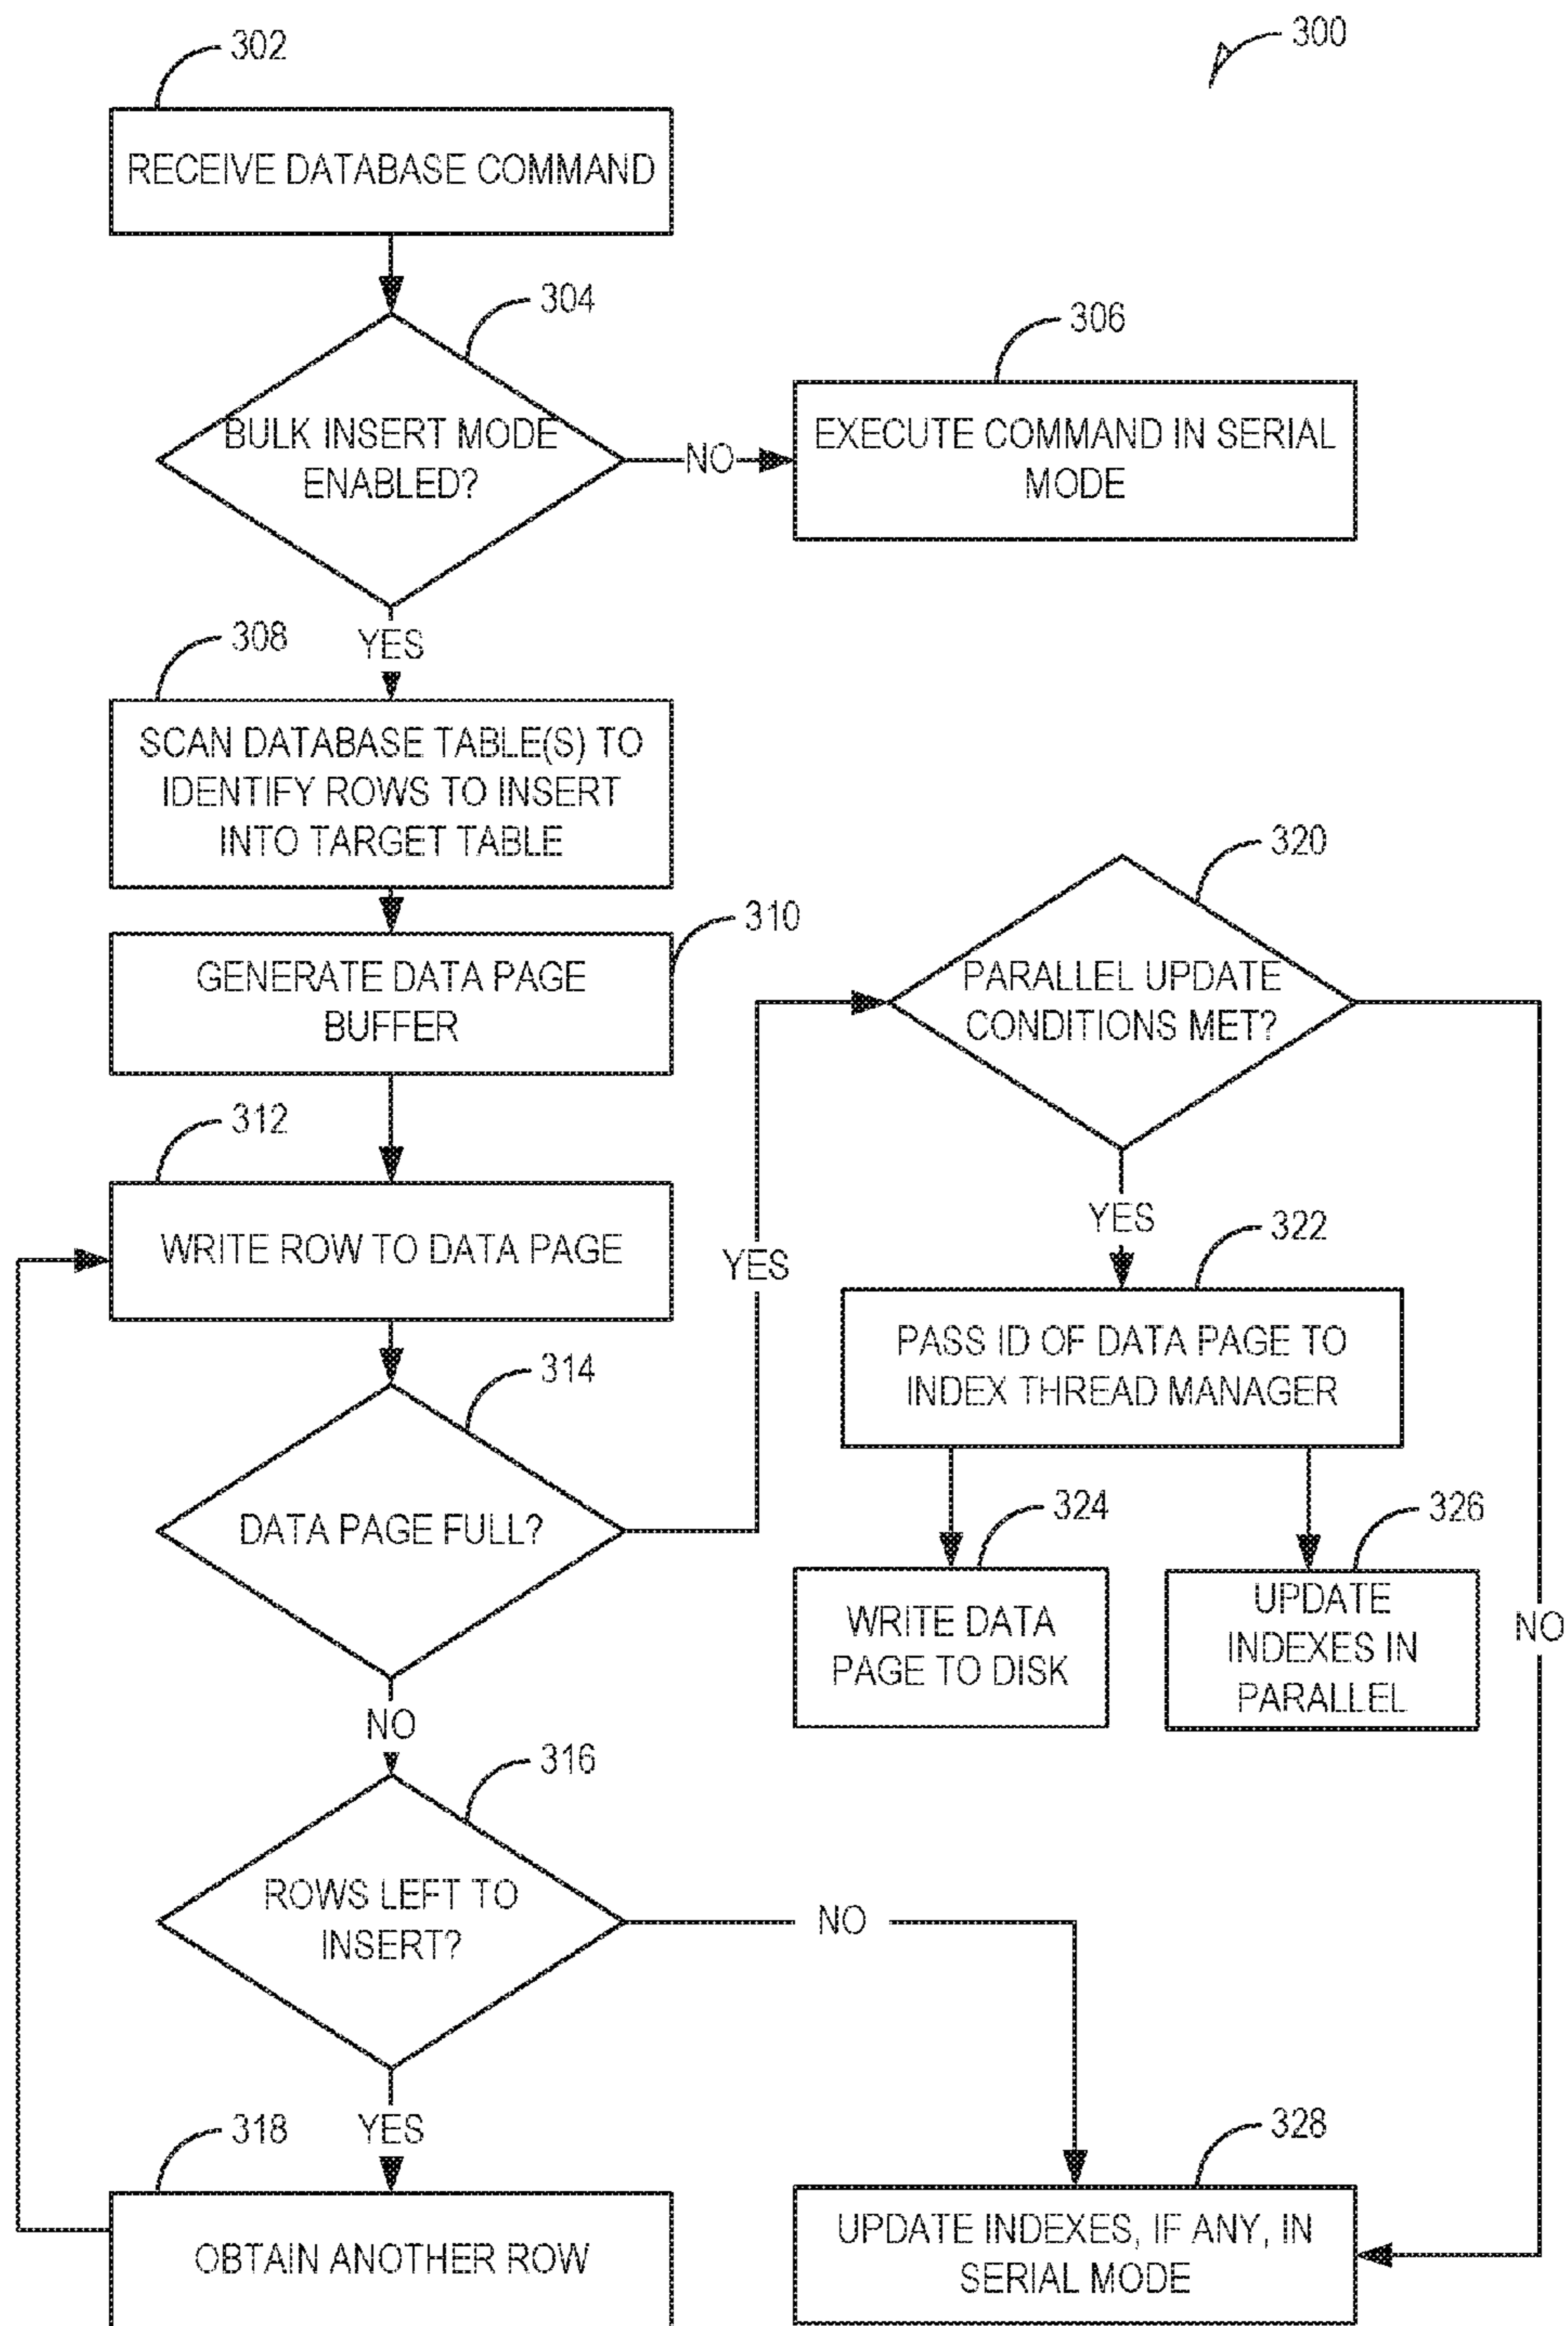 300
302
RECEIVE DATABASE COMMAND
304
BULK INSERT MODE
ENABLED?
NO
306
EXECUTE COMMAND IN SERIAL
MODE
YES
308
SCAN DATABASE TABLE(S) TO
IDENTIFY ROWS TO INSERT
INTO TARGET TABLE
310
GENERATE DATA PAGE
BUFFER
312
WRITE ROW TO DATA PAGE
314
DATA PAGE FULL?
YES
NO
316
ROWS LEFT TO
INSERT?
NO
YES
318
OBTAIN ANOTHER ROW
320
PARALLEL UPDATE
CONDITIONS MET?
YES
NO
322
PASS ID OF DATA PAGE TO
INDEX THREAD MANAGER
324
WRITE DATA
PAGE TO DISK
326
UPDATE
INDEXES IN
PARALLEL
328
UPDATE INDEXES, IF ANY, IN
SERIAL MODE